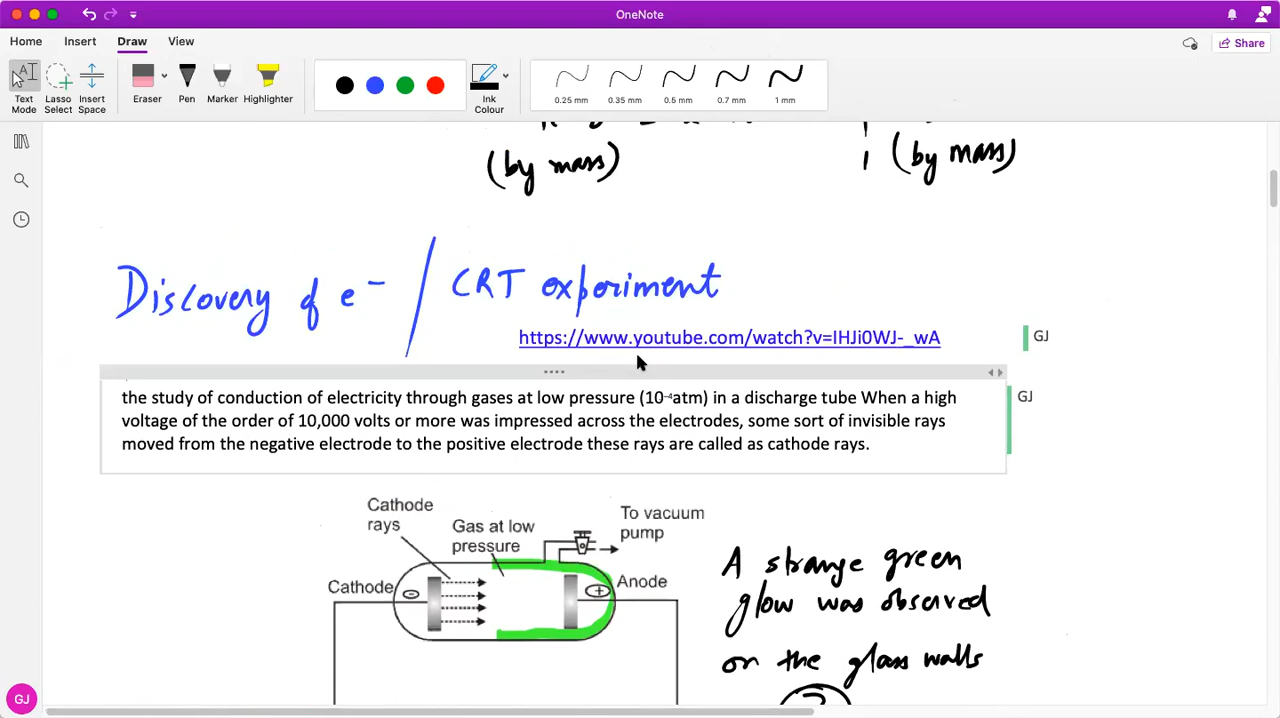 OneNote
Home Insert Draw View
Share
Text Mode
Lasso Select
Insert Space
Eraser
Pen
Marker
Highlighter
Ink Colour
0.25 mm
0.35 mm
0.5 mm
0.7 mm
1 mm
(by mass)
(by mass)
Discovery of e⁻ / CRT experiment
https://www.youtube.com/watch?v=IHJi0WJ-_wA
GJ
the study of conduction of electricity through gases at low pressure (10⁻⁴atm) in a discharge tube When a high
voltage of the order of 10,000 volts or more was impressed across the electrodes, some sort of invisible rays
moved from the negative electrode to the positive electrode these rays are called as cathode rays.
GJ
Cathode
rays
Gas at low
pressure
To vacuum
pump
Cathode
−
+
Anode
A strange green
glow was observed
on the glass walls
GJ